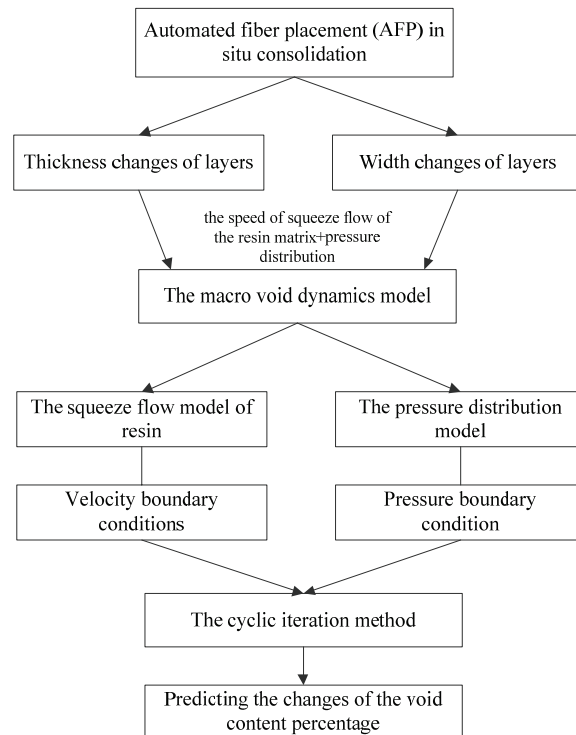 Automated fiber placement (AFP) in
situ consolidation
Thickness changes of layers
Width changes of layers
the speed of squeeze flow of
the resin matrix+pressure
distribution
The macro void dynamics model
The squeeze flow model of
resin
The pressure distribution
model
Velocity boundary
conditions
Pressure boundary
condition
The cyclic iteration method
Predicting the changes of the void
content percentage